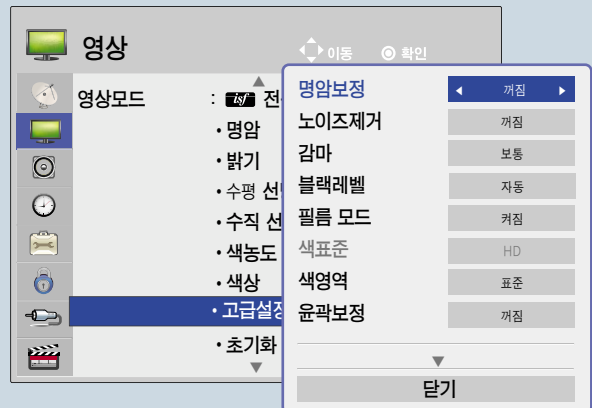 영상
이동 확인
영상모드 : isf
• 명암
• 밝기
• 수평
• 수직
• 색농도
• 색상
• 고급설정
• 초기화
명암보정 꺼짐
노이즈제거 꺼짐
감마 보통
블랙레벨 자동
필름 모드 켜짐
색표준 HD
색영역 표준
윤곽보정 꺼짐
닫기